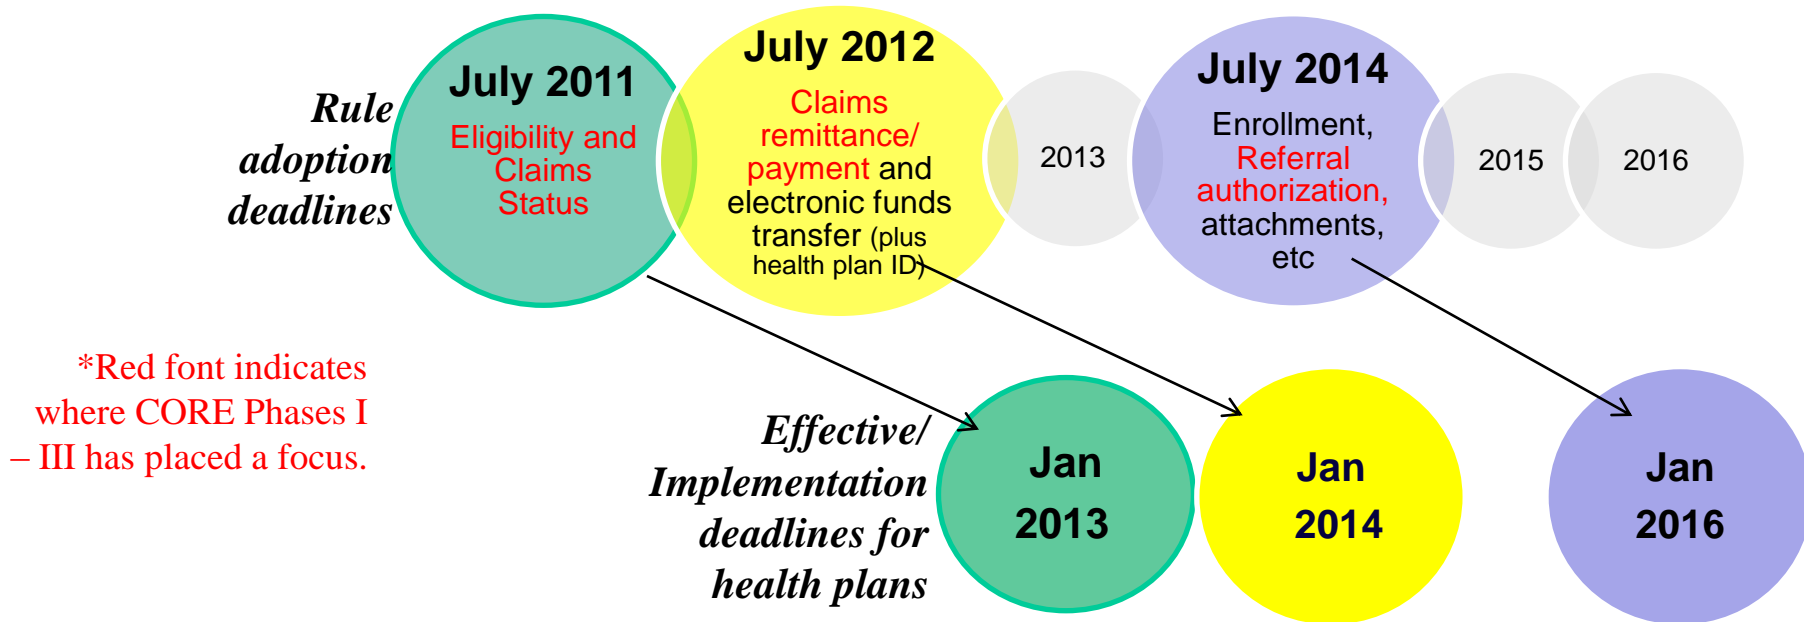 Rule
adoption
deadlines
July 2011
Eligibility and
Claims
Status
July 2012
Claims
remittance/
payment and
electronic funds
transfer (plus
health plan ID)
2013
July 2014
Enrollment,
Referral
authorization,
attachments,
etc
2015
2016
*Red font indicates
where CORE Phases I
– III has placed a focus.
Effective/
Implementation
deadlines for
health plans
Jan
2013
Jan
2014
Jan
2016